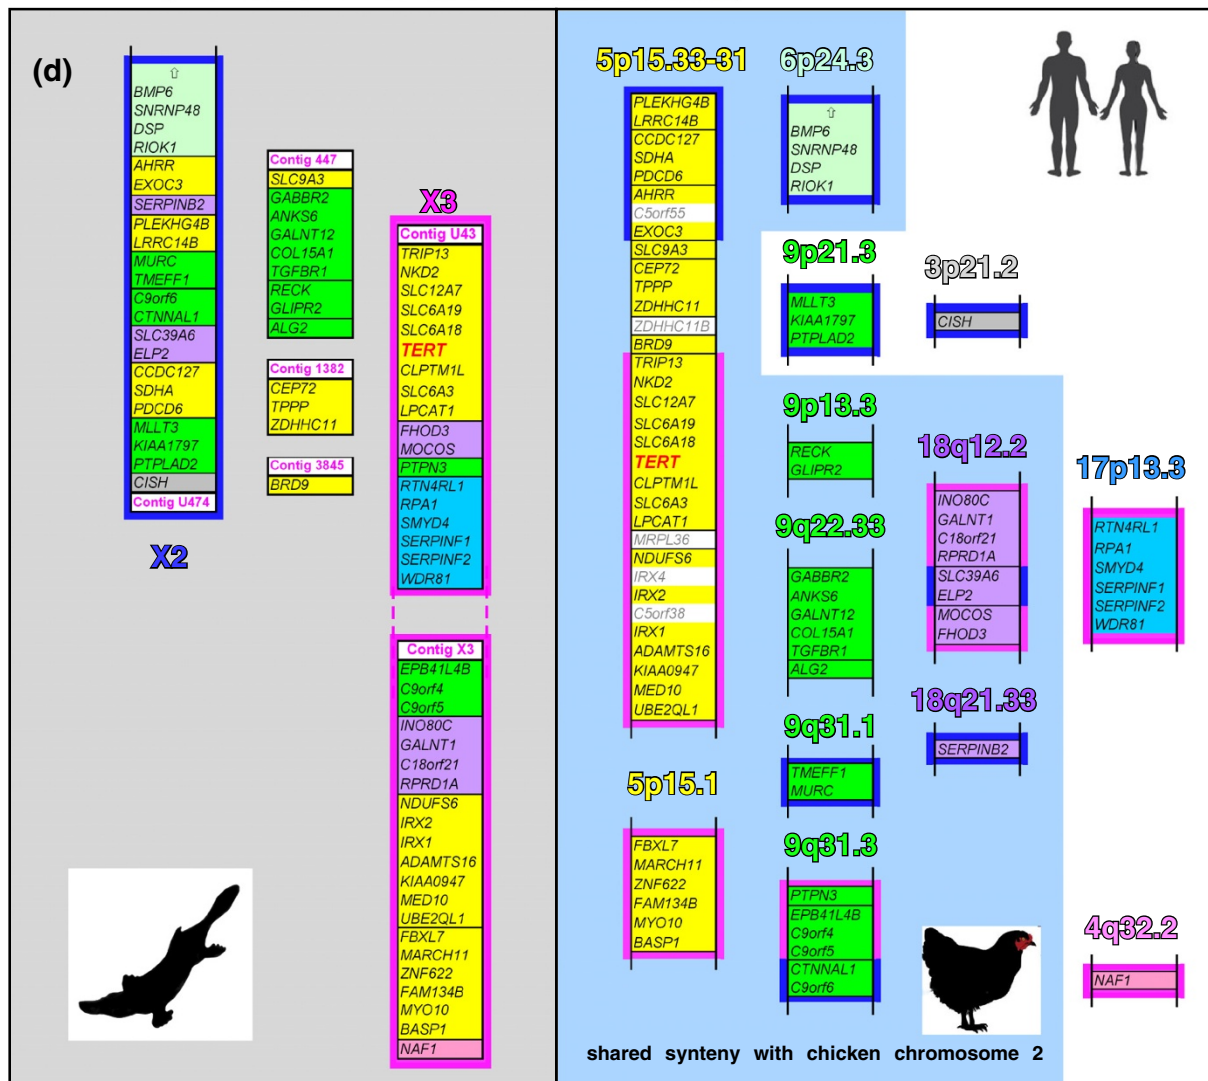 (d)
⇧
BMP6
SNRNP48
DSP
RIOK1
AHRR
EXOC3
SERPINB2
PLEKHG4B
LRRC14B
MURC
TMEFF1
C9orf6
CTNNAL1
SLC39A6
ELP2
CCDC127
SDHA
PDCD6
MLLT3
KIAA1797
PTPLAD2
CISH
Contig U474
X2
Contig 447
SLC9A3
GABBR2
ANKS6
GALNT12
COL15A1
TGFBR1
RECK
GLIPR2
ALG2
Contig 1382
CEP72
TPPP
ZDHHC11
Contig 3845
BRD9
X3
Contig U43
TRIP13
NKD2
SLC12A7
SLC6A19
SLC6A18
TERT
CLPTM1L
SLC6A3
LPCAT1
FHOD3
MOCOS
PTPN3
RTN4RL1
RPA1
SMYD4
SERPINF1
SERPINF2
WDR81
Contig X3
EPB41L4B
C9orf4
C9orf5
INO80C
GALNT1
C18orf21
RPRD1A
NDUFS6
IRX2
IRX1
ADAMTS16
KIAA0947
MED10
UBE2QL1
FBXL7
MARCH11
ZNF622
FAM134B
MYO10
BASP1
NAF1
5p15.33-31
PLEKHG4B
LRRC14B
CCDC127
SDHA
PDCD6
AHRR
C5orf55
EXOC3
SLC9A3
CEP72
TPPP
ZDHHC11
ZDHHC11B
BRD9
TRIP13
NKD2
SLC12A7
SLC6A19
SLC6A18
TERT
CLPTM1L
SLC6A3
LPCAT1
MRPL36
NDUFS6
IRX4
IRX2
C5orf38
IRX1
ADAMTS16
KIAA0947
MED10
UBE2QL1
5p15.1
FBXL7
MARCH11
ZNF622
FAM134B
MYO10
BASP1
6p24.3
⇧
BMP6
SNRNP48
DSP
RIOK1
9p21.3
MLLT3
KIAA1797
PTPLAD2
9p13.3
RECK
GLIPR2
9q22.33
GABBR2
ANKS6
GALNT12
COL15A1
TGFBR1
ALG2
9q31.1
TMEFF1
MURC
9q31.3
PTPN3
EPB41L4B
C9orf4
C9orf5
CTNNAL1
C9orf6
3p21.2
CISH
18q12.2
INO80C
GALNT1
C18orf21
RPRD1A
SLC39A6
ELP2
MOCOS
FHOD3
18q21.33
SERPINB2
17p13.3
RTN4RL1
RPA1
SMYD4
SERPINF1
SERPINF2
WDR81
4q32.2
NAF1
shared synteny with chicken chromosome 2